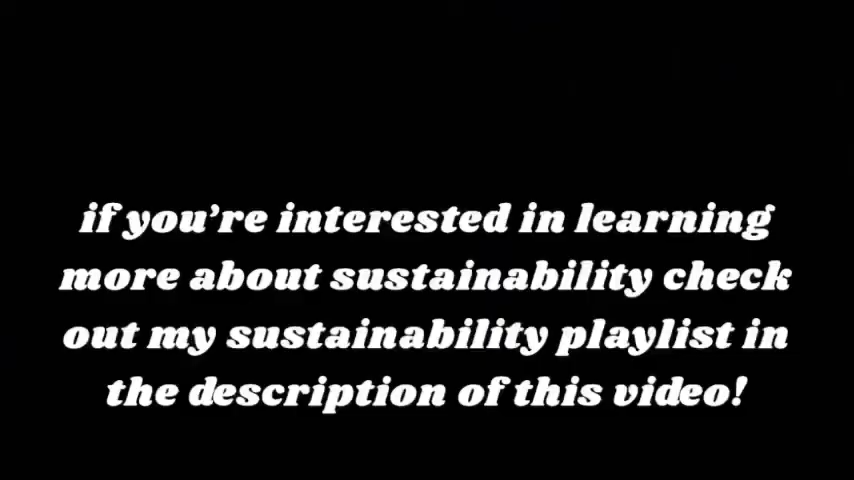 if you’re interested in learning
more about sustainability check
out my sustainability playlist in
the description of this video!